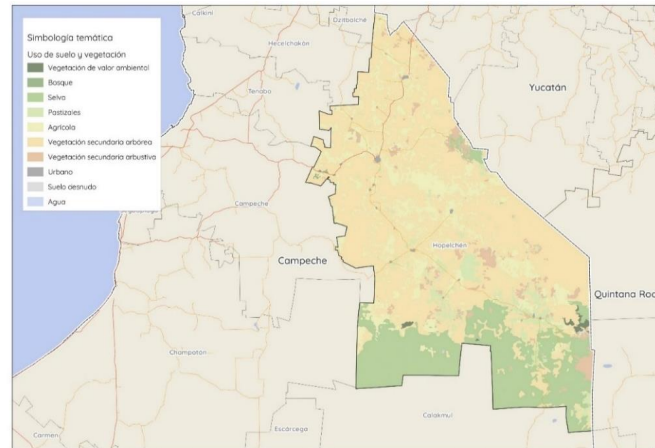 Calkiní
Dzitbalché
Hecelchakán
Simbología temática
Uso de suelo y vegetación
Vegetación de valor ambiental
Bosque
Selva
Pastizales
Agrícola
Vegetación secundaria arbórea
Vegetación secundaria arbustiva
Urbano
Suelo desnudo
Agua
Tenabo
Yucatán
Campeche
Hopelchén
Campeche
Quintana Roo
Champotón
Calakmul
Escárcega
Carmen